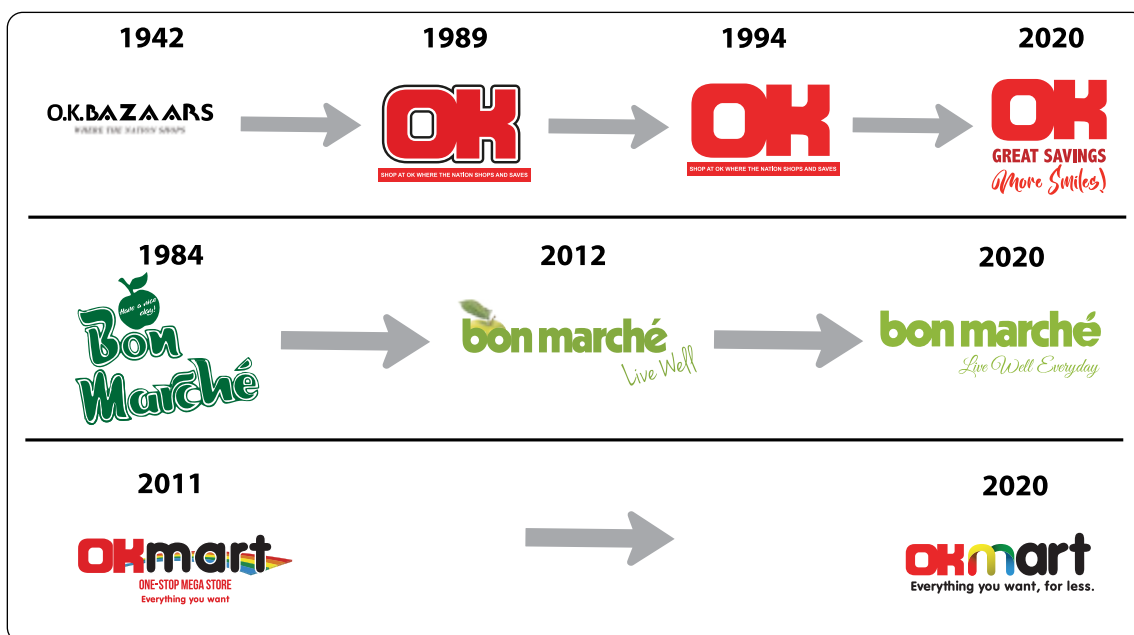 1942
1989
1994
2020
O.K.BAZAARS
WHERE THE NATION SHOPS
OK
SHOP AT OK WHERE THE NATION SHOPS AND SAVES
OK
SHOP AT OK WHERE THE NATION SHOPS AND SAVES
OK
GREAT SAVINGS
(More Smiles)
1984
2012
2020
Have a nice
day!
Bon
Marché
bon marché
Live Well
bon marché
Live Well Everyday
2011
2020
OKmart
ONE-STOP MEGA STORE
Everything you want
OKmart
Everything you want, for less.